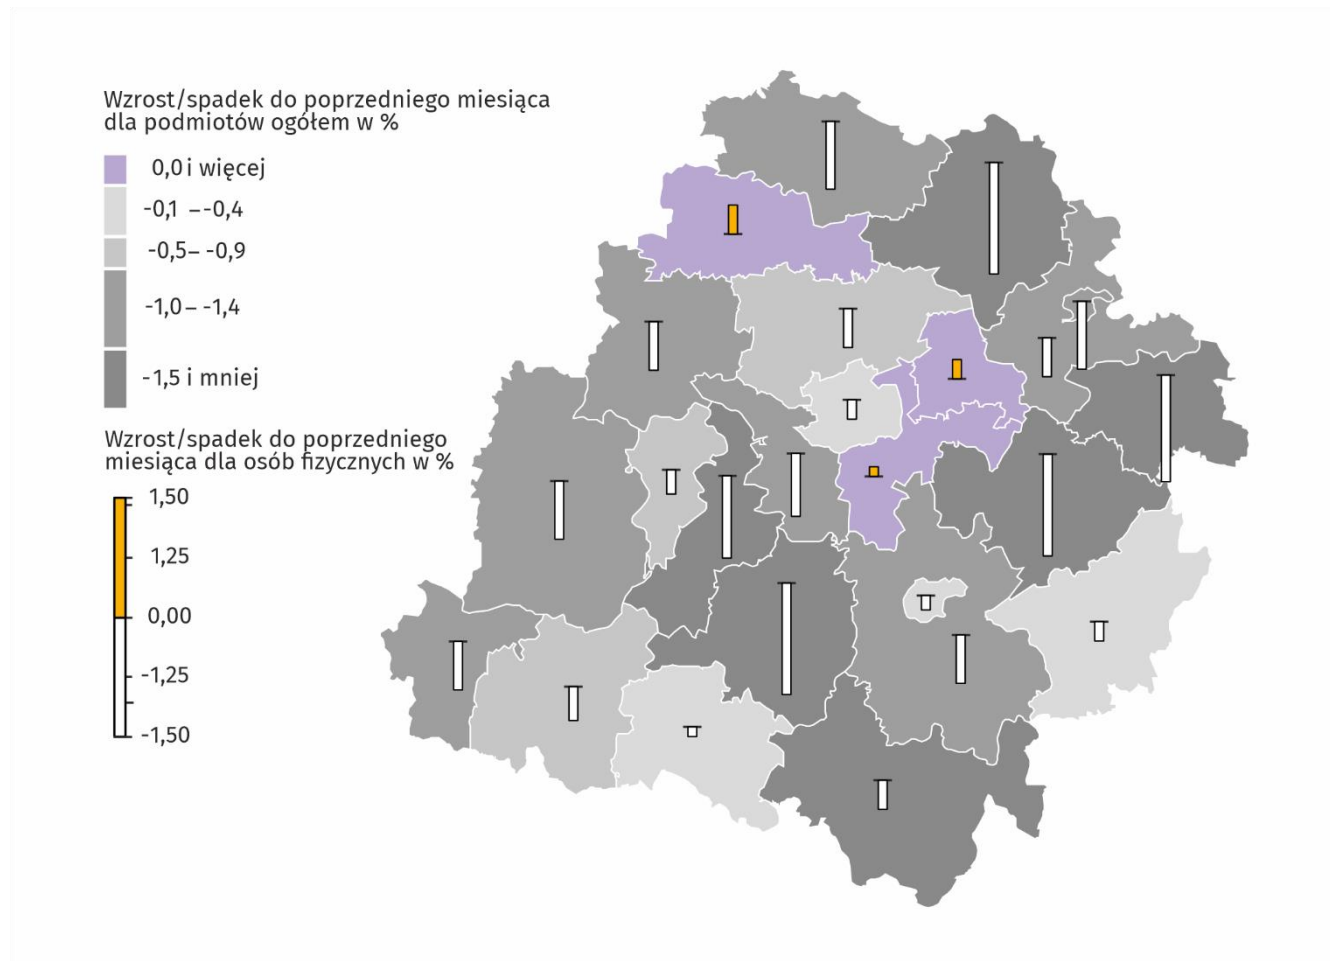 Wzrost/spadek do poprzedniego miesiąca
dla podmiotów ogółem w %
0,0 i więcej
-0,1 – -0,4
-0,5– -0,9
-1,0– -1,4
-1,5 i mniej
Wzrost/spadek do poprzedniego
miesiąca dla osób fizycznych w %
1,50
1,25
0,00
-1,25
-1,50